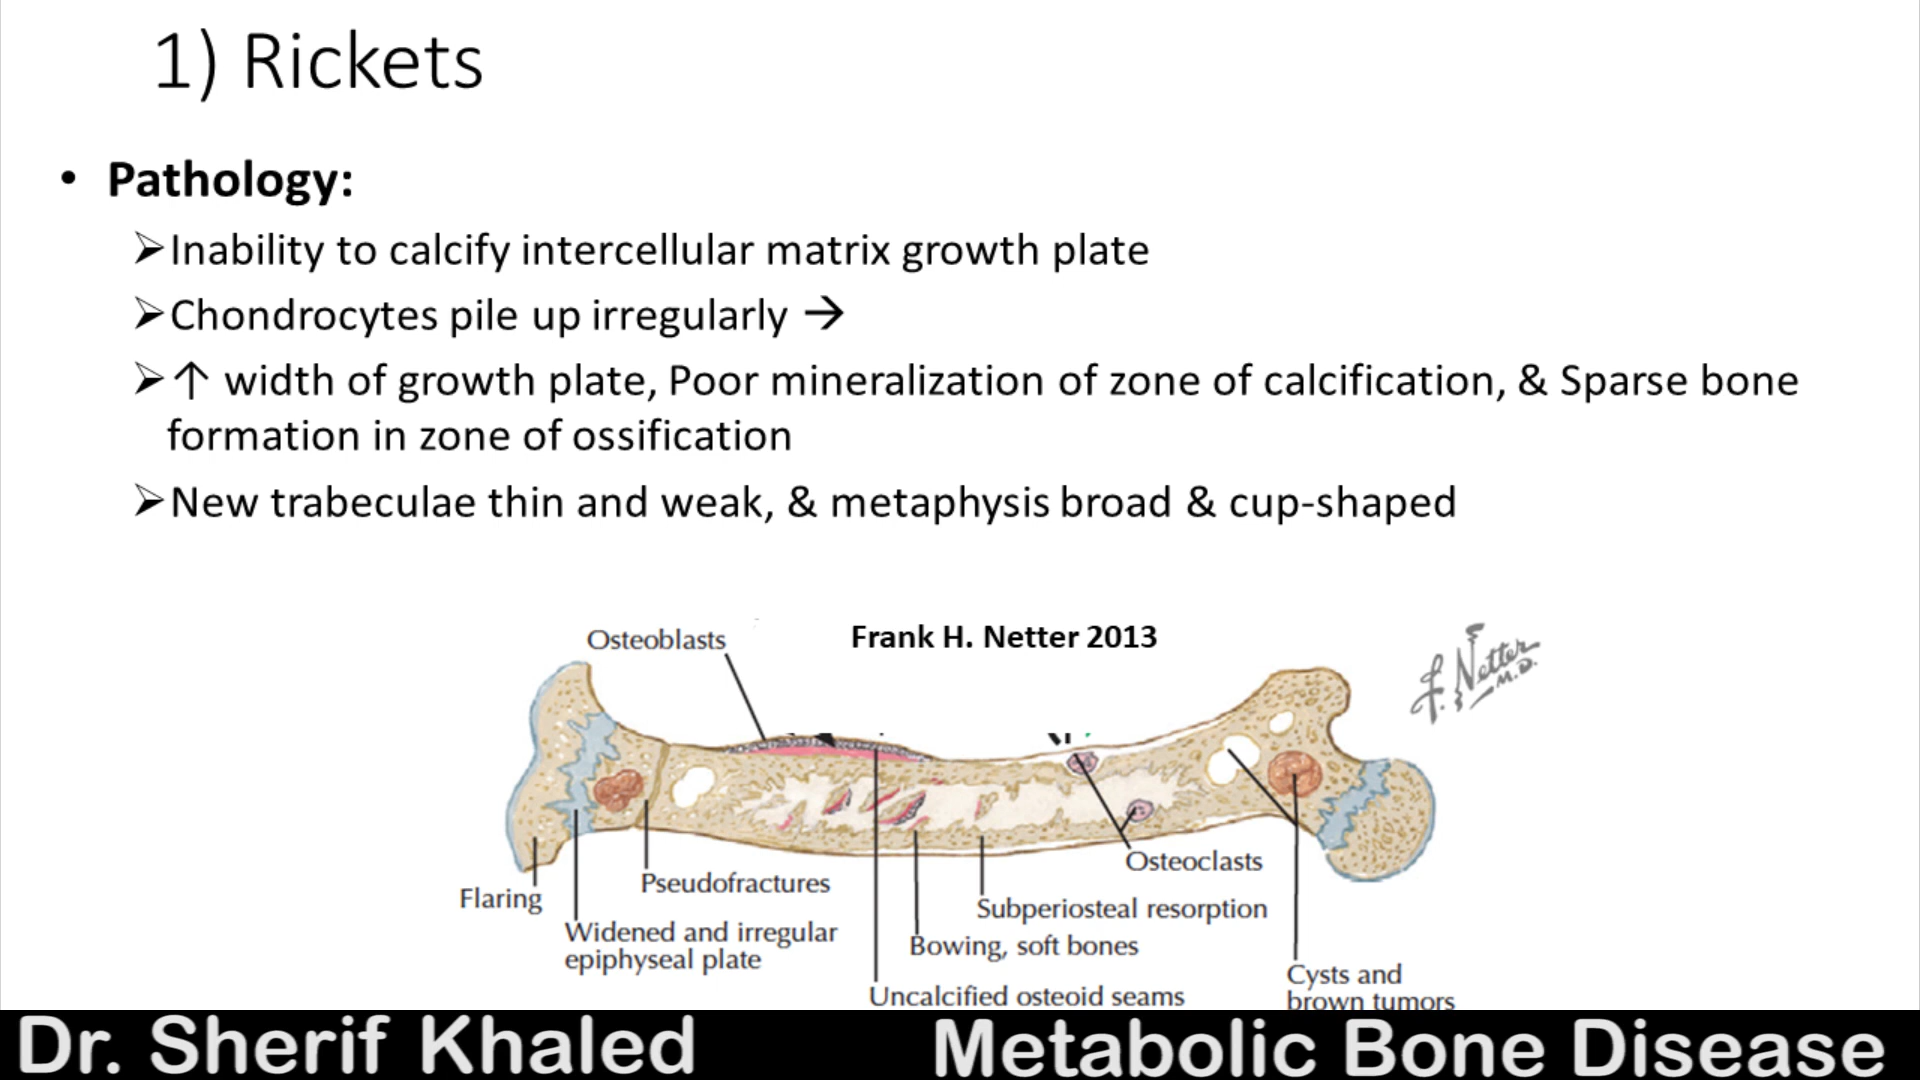 1) Rickets
• Pathology:
➢Inability to calcify intercellular matrix growth plate
➢Chondrocytes pile up irregularly →
➢↑ width of growth plate, Poor mineralization of zone of calcification, & Sparse bone
formation in zone of ossification
➢New trabeculae thin and weak, & metaphysis broad & cup-shaped
Osteoblasts
Frank H. Netter 2013
F. Netter
M.D.
Osteoclasts
Pseudofractures
Flaring
Subperiosteal resorption
Widened and irregular
epiphyseal plate
Bowing, soft bones
Cysts and
brown tumors
Uncalcified osteoid seams
Dr. Sherif Khaled
Metabolic Bone Disease